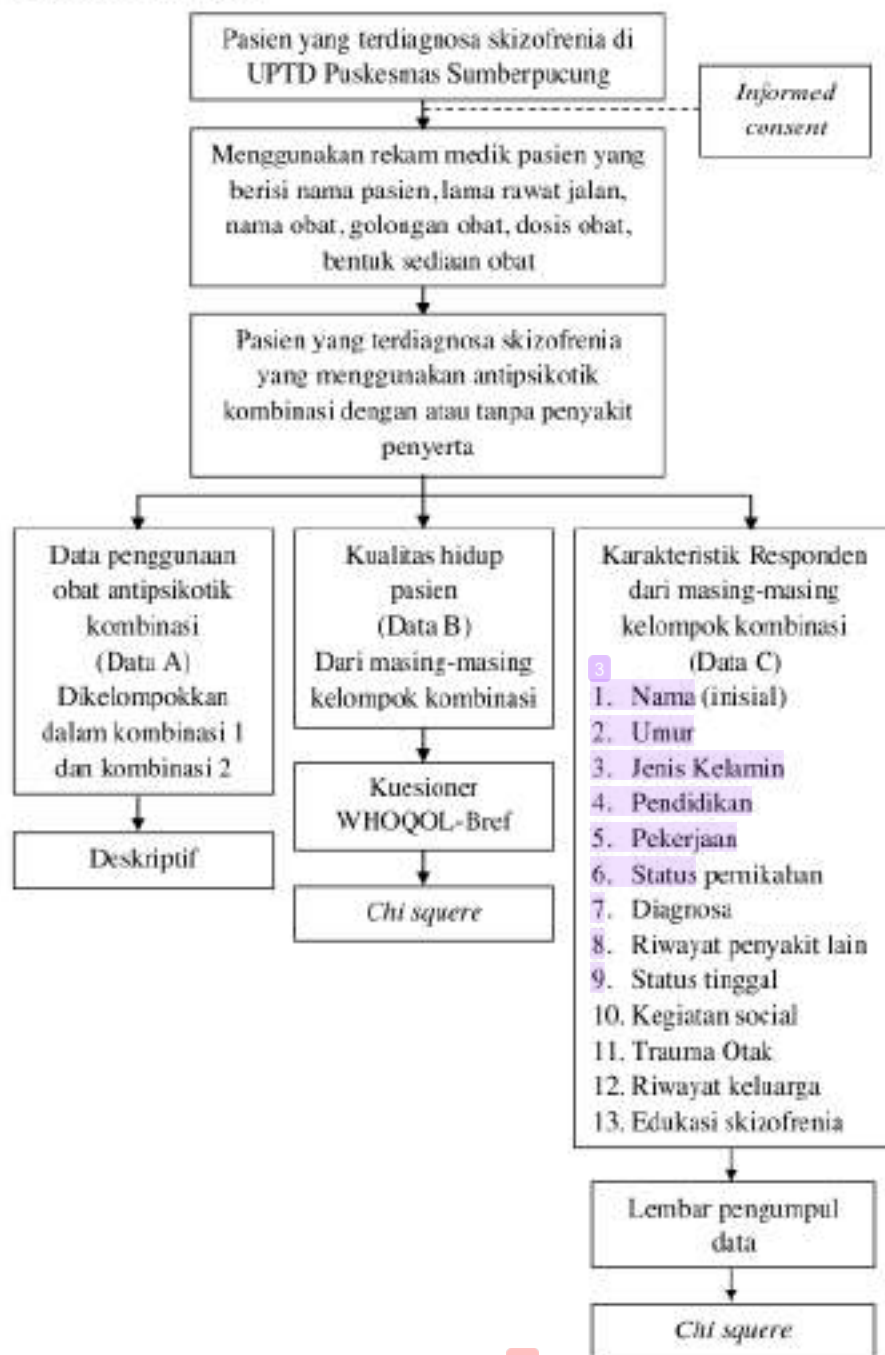 Pasien yang terdiagnosa skizofrenia di
UPTD Puskesmas Sumberpucung
Informed
consent
Menggunakan rekam medik pasien yang
berisi nama pasien, lama rawat jalan,
nama obat, golongan obat, dosis obat,
bentuk sediaan obat
Pasien yang terdiagnosa skizofrenia
yang menggunakan antipsikotik
kombinasi dengan atau tanpa penyakit
penyerta
Data penggunaan
obat antipsikotik
kombinasi
(Data A)
Dikelompokkan
dalam kombinasi 1
dan kombinasi 2
Deskriptif
Kualitas hidup
pasien
(Data B)
Dari masing-masing
kelompok kombinasi
Kuesioner
WHOQOL-Bref
Chi squere
Karakteristik Responden
dari masing-masing
kelompok kombinasi
(Data C)
3
1. Nama (inisial)
2. Umur
3. Jenis Kelamin
4. Pendidikan
5. Pekerjaan
6. Status pernikahan
7. Diagnosa
8. Riwayat penyakit lain
9. Status tinggal
10. Kegiatan social
11. Trauma Otak
12. Riwayat keluarga
13. Edukasi skizofrenia
Lembar pengumpul
data
Chi squere